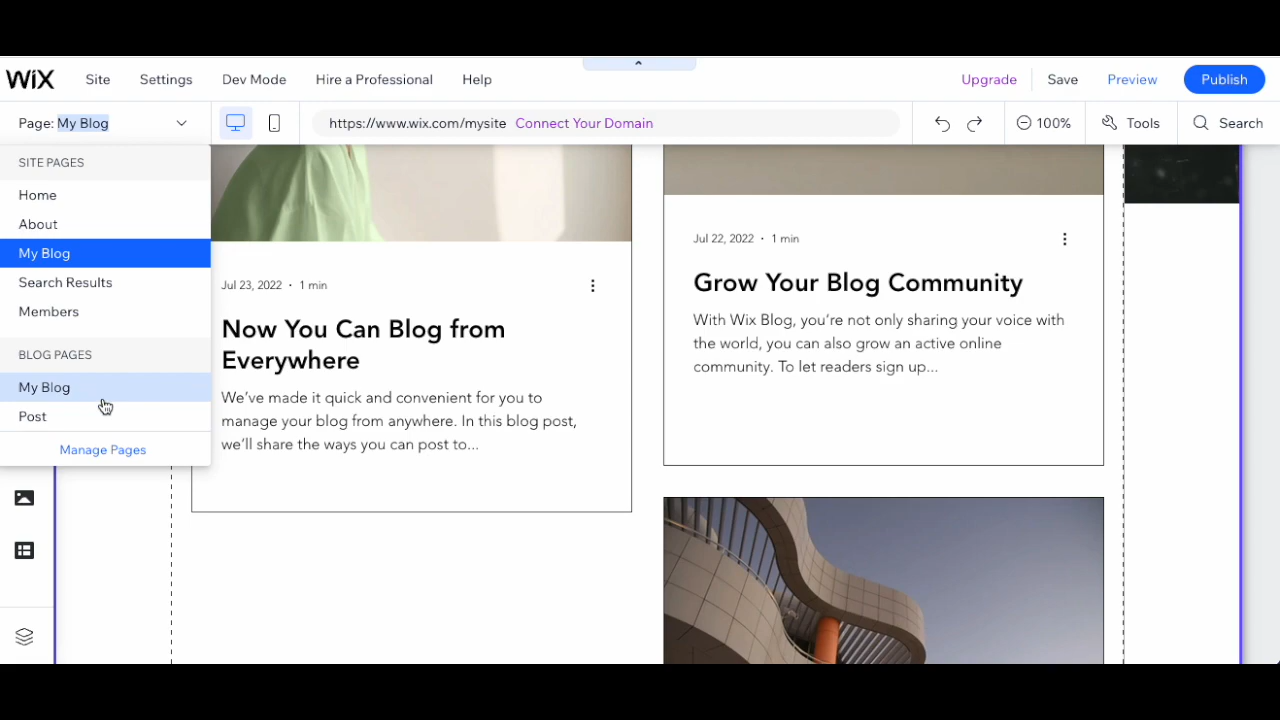 WiX Site Settings Dev Mode Hire a Professional Help Upgrade Save Preview Publish
Page: My Blog https://www.wix.com/mysite Connect Your Domain 100% Tools Search
SITE PAGES
Home
About
My Blog
Search Results
Members
BLOG PAGES
My Blog
Post
Manage Pages
Jul 23, 2022 · 1 min
Now You Can Blog from
Everywhere
We've made it quick and convenient for you to
manage your blog from anywhere. In this blog post,
we'll share the ways you can post to...
Jul 22, 2022 · 1 min
Grow Your Blog Community
With Wix Blog, you're not only sharing your voice with
the world, you can also grow an active online
community. To let readers sign up...